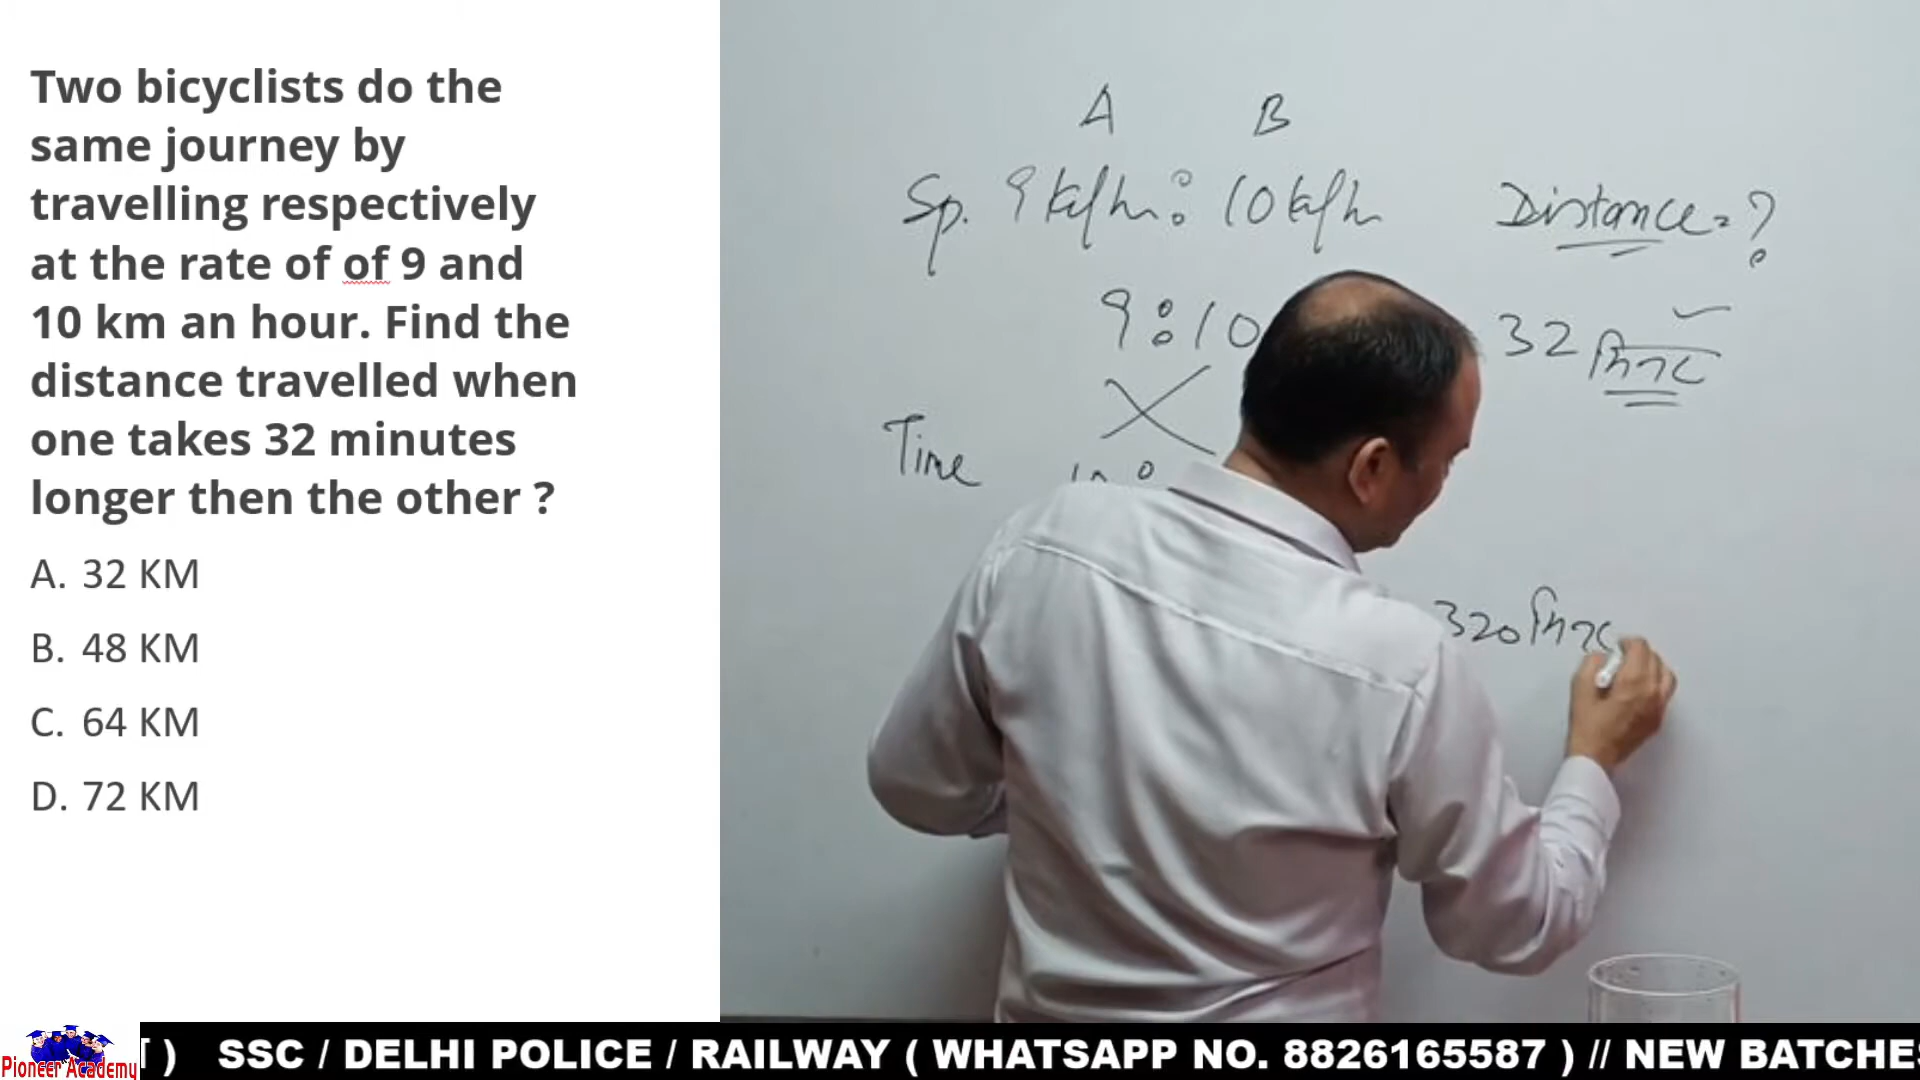 Two bicyclists do the
same journey by
travelling respectively
at the rate of of 9 and
10 km an hour. Find the
distance travelled when
one takes 32 minutes
longer then the other ?
A. 32 KM
B. 48 KM
C. 64 KM
D. 72 KM
A B
Sp. 9 km/hr : 10 km/hr
Distance = ?
9 : 10
32 मिनट
Time
320 मिनट
Pioneer Academy
T ) SSC / DELHI POLICE / RAILWAY ( WHATSAPP NO. 8826165587 ) // NEW BATCHES